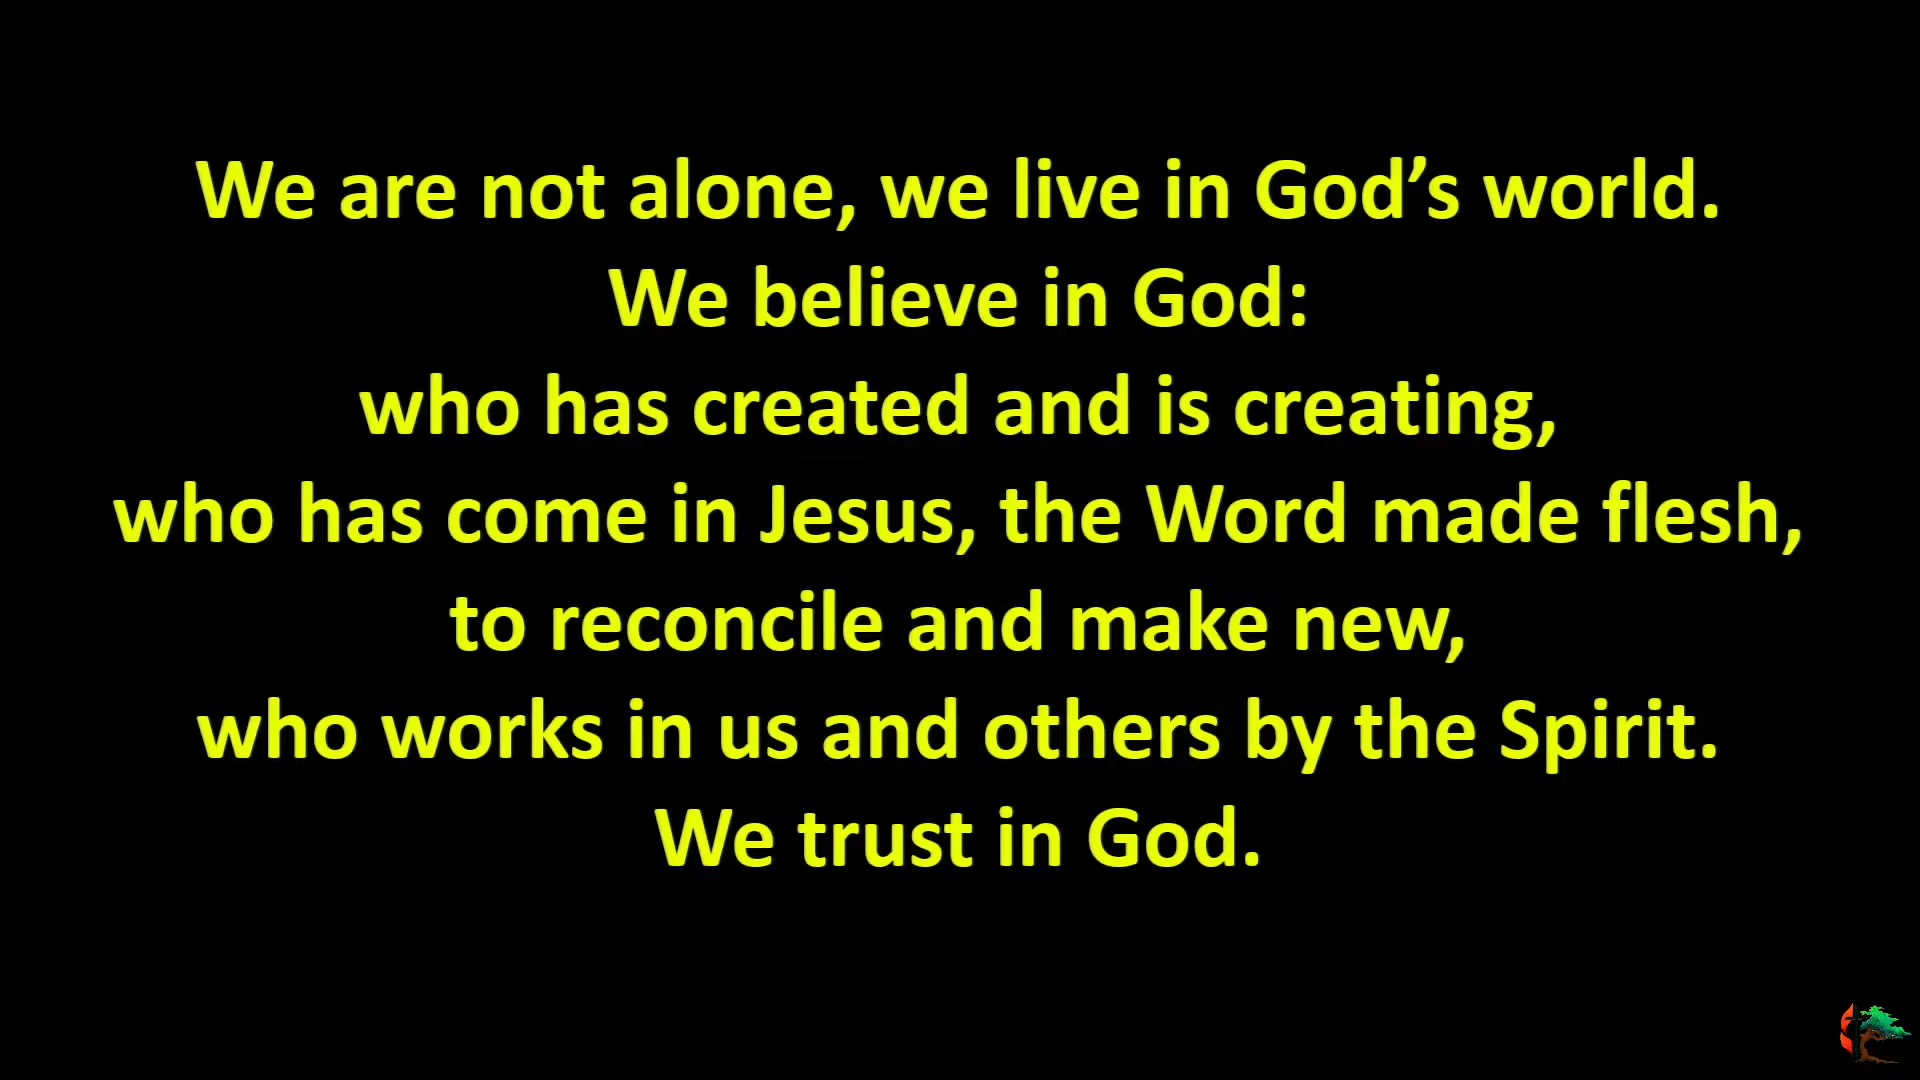 We are not alone, we live in God’s world.
We believe in God:
who has created and is creating,
who has come in Jesus, the Word made flesh,
to reconcile and make new,
who works in us and others by the Spirit.
We trust in God.